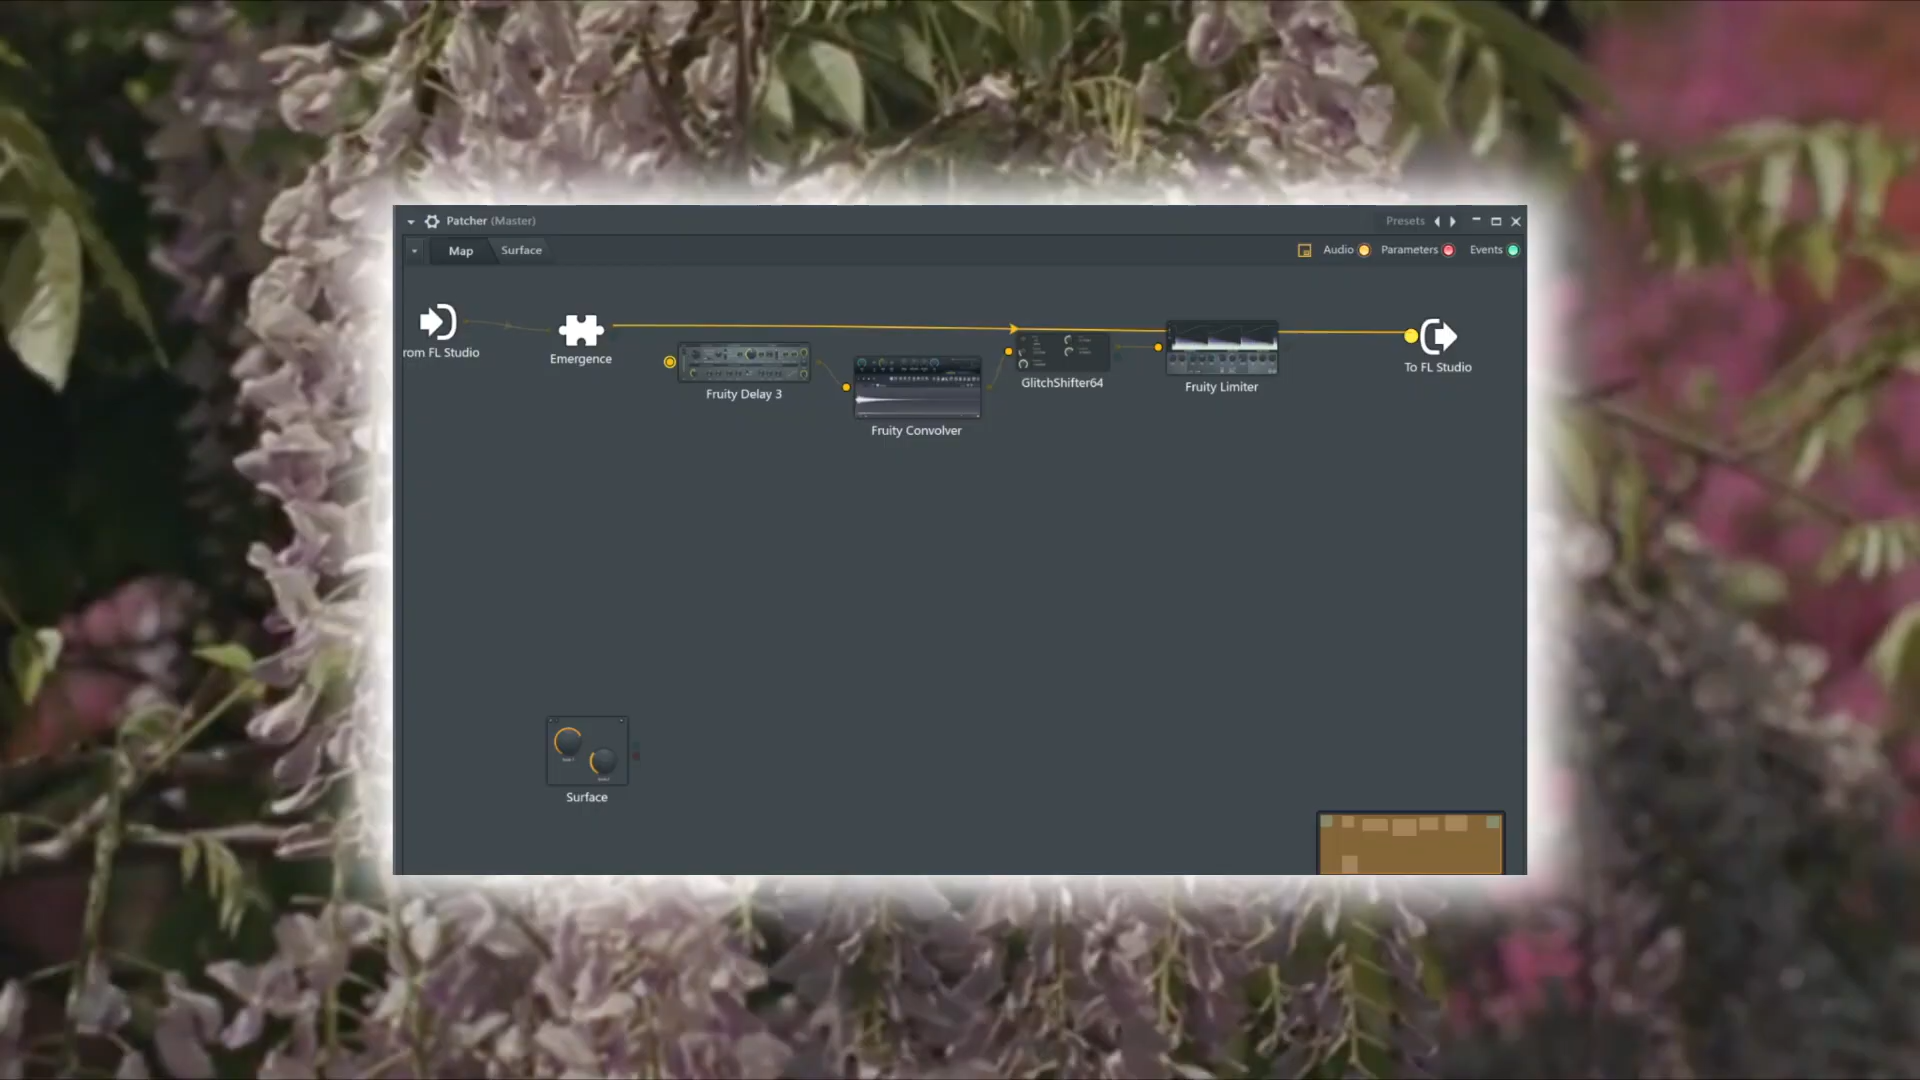 Patcher (Master)
Presets
Map
Surface
Audio
Parameters
Events
rom FL Studio
Emergence
Fruity Delay 3
Fruity Convolver
GlitchShifter64
Fruity Limiter
To FL Studio
Surface